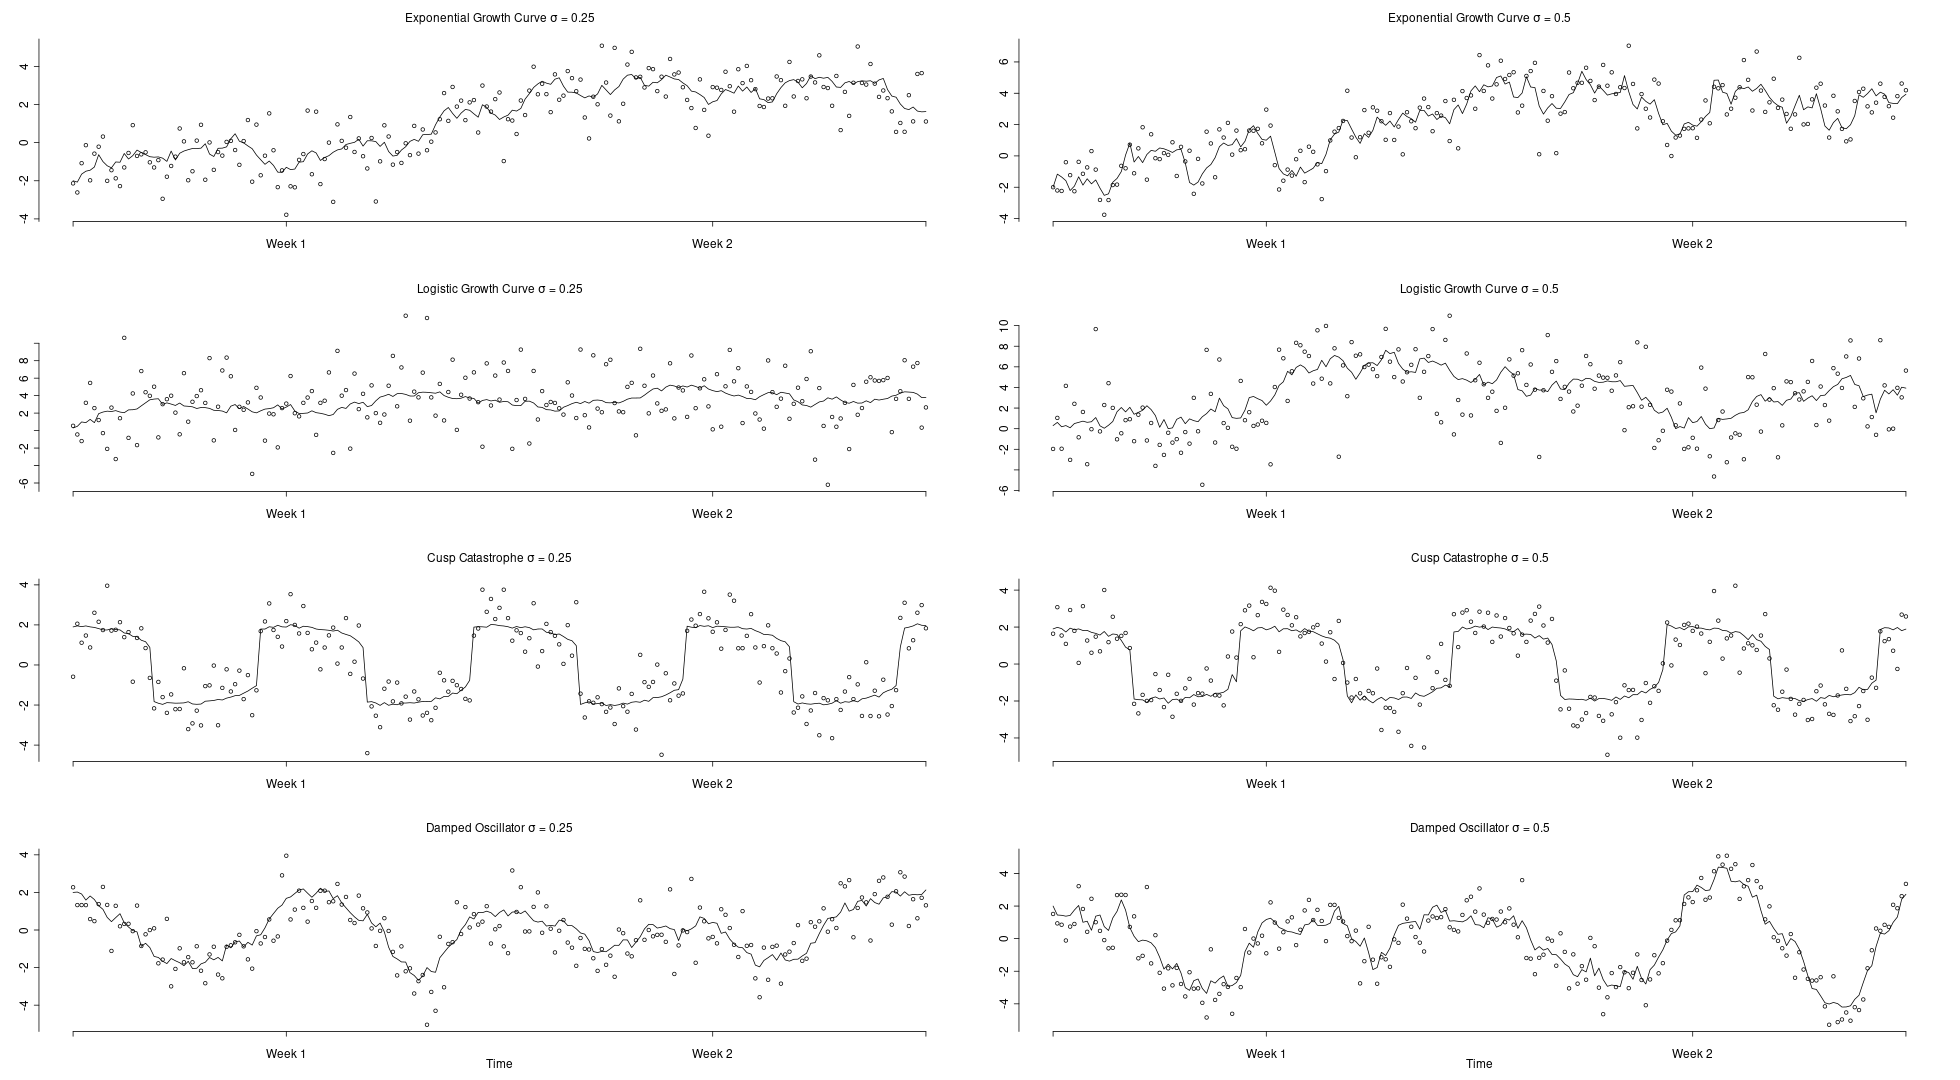 Exponential Growth Curve σ = 0.25
4
2
0
-2
-4
Week 1
Week 2
Exponential Growth Curve σ = 0.5
6
4
2
0
-2
-4
Week 1
Week 2
Logistic Growth Curve σ = 0.25
8
6
4
2
-2
-6
Week 1
Week 2
Logistic Growth Curve σ = 0.5
10
8
6
4
2
0
-2
-6
Week 1
Week 2
Cusp Catastrophe σ = 0.25
4
2
0
-2
-4
Week 1
Week 2
Cusp Catastrophe σ = 0.5
4
2
0
-2
-4
Week 1
Week 2
Damped Oscillator σ = 0.25
4
2
0
-2
-4
Week 1
Week 2
Time
Damped Oscillator σ = 0.5
4
2
0
-2
-4
Week 1
Week 2
Time